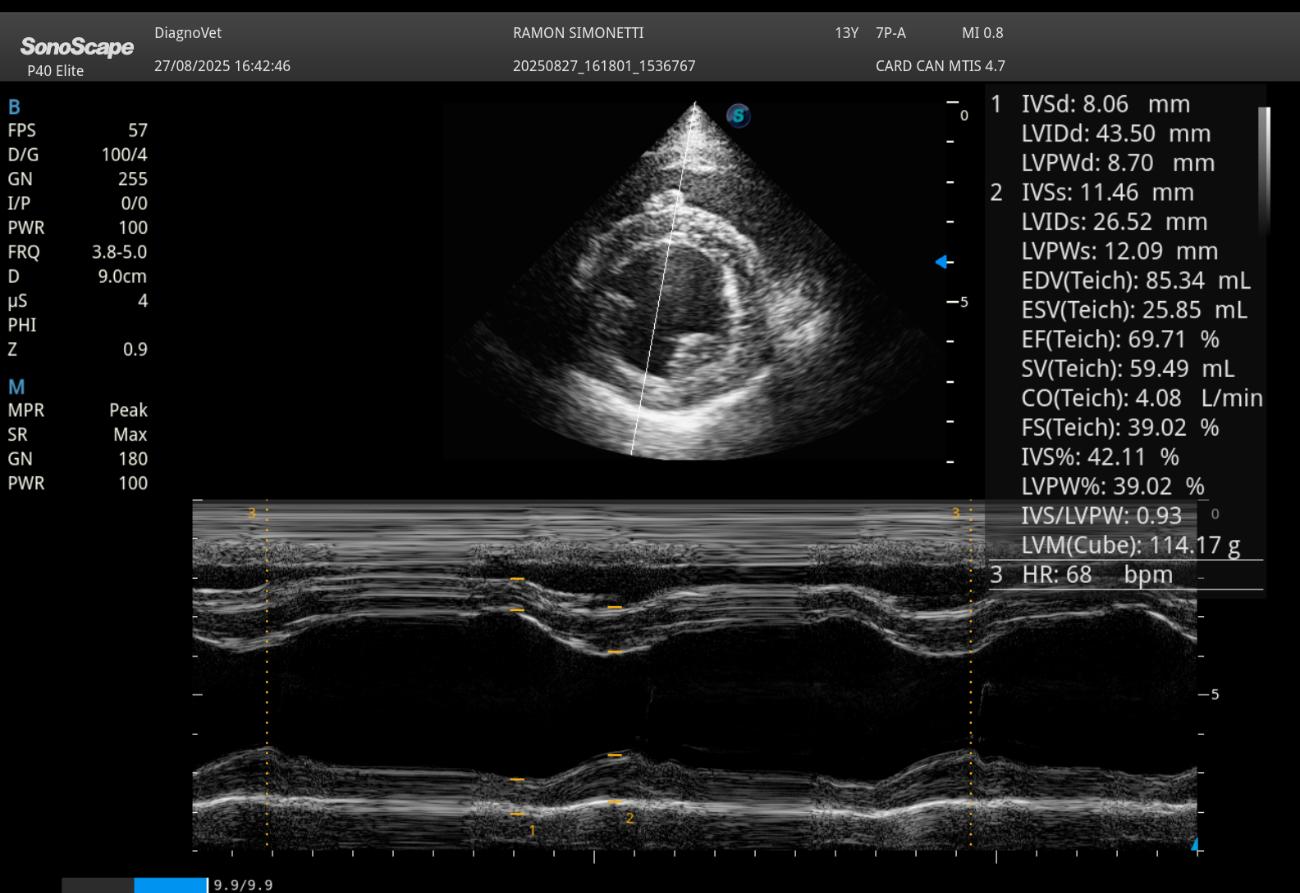 SonoScape
P40 Elite
DiagnoVet
27/08/2025 16:42:46
RAMON SIMONETTI
20250827_161801_1536767
13Y 7P-A MI 0.8
CARD CAN MTIS 4.7
B
FPS 57
D/G 100/4
GN 255
I/P 0/0
PWR 100
FRQ 3.8-5.0
D 9.0cm
µS 4
PHI
Z 0.9
M
MPR Peak
SR Max
GN 180
PWR 100
S
0
5
1 IVSd: 8.06 mm
LVIDd: 43.50 mm
LVPWd: 8.70 mm
2 IVSs: 11.46 mm
LVIDs: 26.52 mm
LVPWs: 12.09 mm
EDV(Teich): 85.34 mL
ESV(Teich): 25.85 mL
EF(Teich): 69.71 %
SV(Teich): 59.49 mL
CO(Teich): 4.08 L/min
FS(Teich): 39.02 %
IVS%: 42.11 %
LVPW%: 39.02 %
IVS/LVPW: 0.93
LVM(Cube): 114.17 g
3 HR: 68 bpm
3
3
0
5
1
2
9.9/9.9